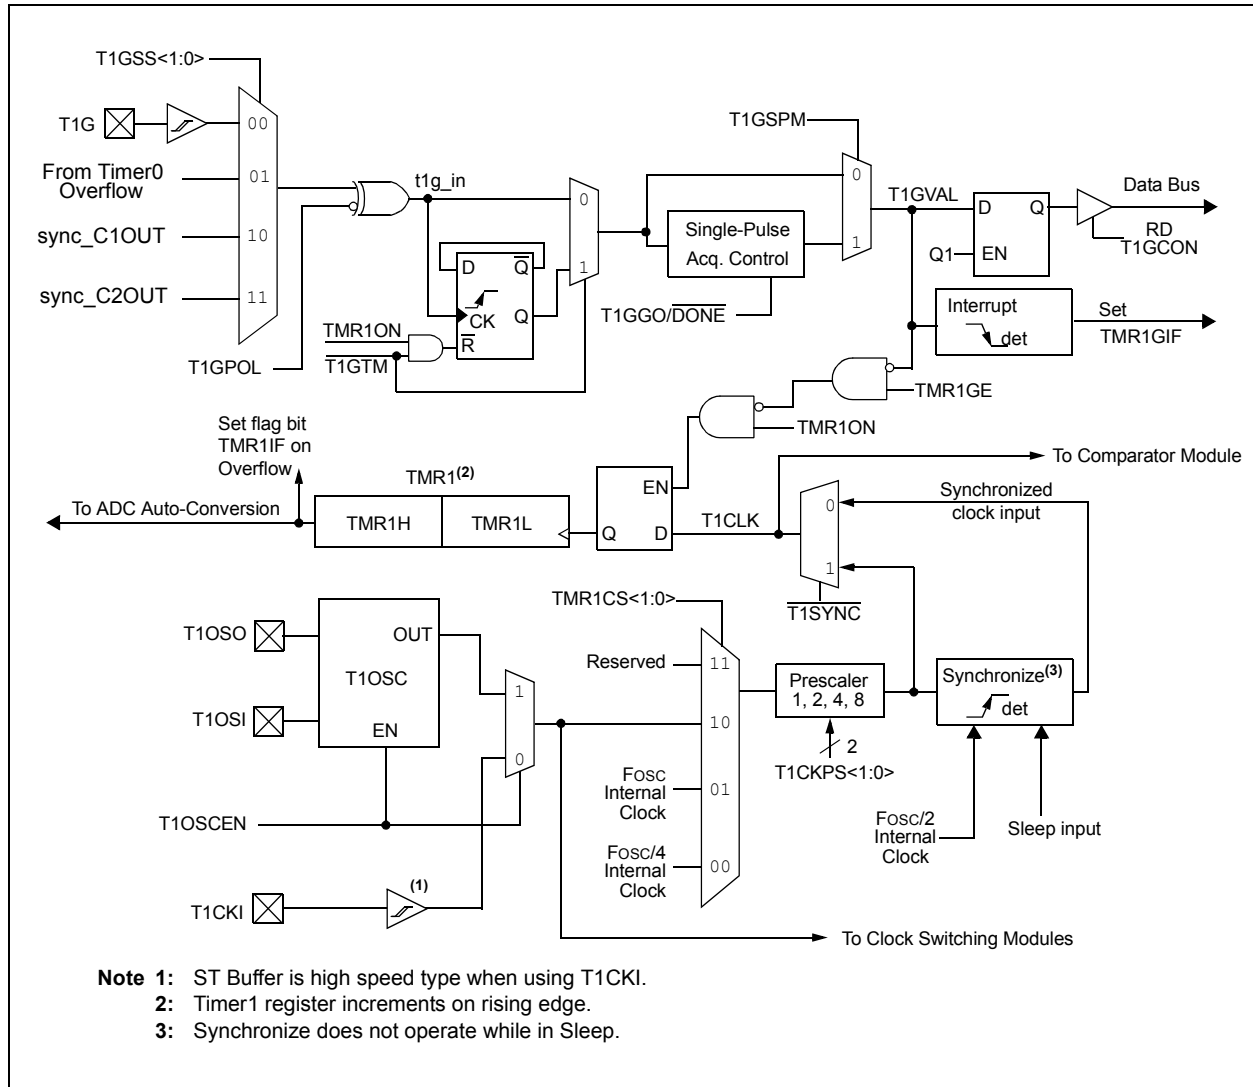 T1GSS<1:0>
T1G
00
From Timer0
Overflow
01
sync_C1OUT
10
sync_C2OUT
11
T1GPOL
t1g_in
D
Q
CK
Q
R
TMR1ON
T1GTM
0
1
Single-Pulse
Acq. Control
T1GGO/DONE
T1GSPM
0
1
T1GVAL
D
Q
Q1
EN
Data Bus
RD
T1GCON
Interrupt
det
Set
TMR1GIF
TMR1GE
TMR1ON
Set flag bit
TMR1IF on
Overflow
To ADC Auto-Conversion
TMR1(2)
TMR1H
TMR1L
EN
Q
D
T1CLK
To Comparator Module
0
1
Synchronized
clock input
T1SYNC
T1OSO
T1OSI
OUT
T1OSC
EN
1
0
T1OSCEN
T1CKI
(1)
TMR1CS<1:0>
Reserved
11
10
FOSC
Internal
Clock
01
FOSC/4
Internal
Clock
00
Prescaler
1, 2, 4, 8
2
T1CKPS<1:0>
Synchronize(3)
det
FOSC/2
Internal
Clock
Sleep input
To Clock Switching Modules
Note 1: ST Buffer is high speed type when using T1CKI.
2: Timer1 register increments on rising edge.
3: Synchronize does not operate while in Sleep.